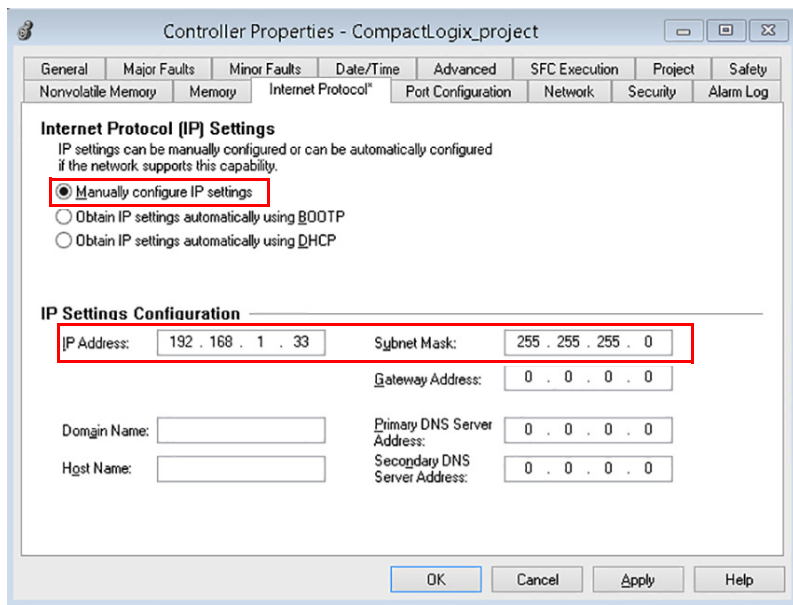 Controller Properties - CompactLogix_project
General Major Faults Minor Faults Date/Time Advanced SFC Execution Project Safety
Nonvolatile Memory Memory Internet Protocol* Port Configuration Network Security Alarm Log
Internet Protocol (IP) Settings
IP settings can be manually configured or can be automatically configured
if the network supports this capability.
Manually configure IP settings
Obtain IP settings automatically using BOOTP
Obtain IP settings automatically using DHCP
IP Settings Configuration
IP Address: 192 . 168 . 1 . 33 Subnet Mask: 255 . 255 . 255 . 0
Gateway Address: 0 . 0 . 0 . 0
Domain Name: Primary DNS Server
Address: 0 . 0 . 0 . 0
Host Name: Secondary DNS
Server Address: 0 . 0 . 0 . 0
OK Cancel Apply Help